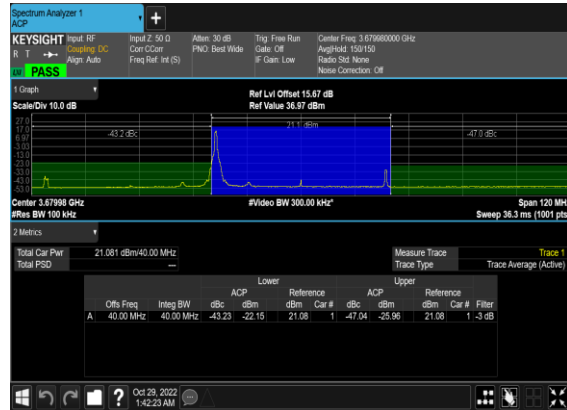 Spectrum Analyzer 1
ACP
KEYSIGHT Input: RF Input Z: 50 Ω Atten: 30 dB Trig: Free Run Center Freq: 3.679980000 GHz
R T Coupling: DC Corr CCorr PNO: Best Wide Gate: Off Avg|Hold: 150/150
Align: Auto Freq Ref: Int (S) IF Gain: Low Radio Std: None
LW PASS Noise Correction: Off
1 Graph Ref Lvl Offset 15.67 dB
Scale/Div 10.0 dB Ref Value 36.97 dBm
27.0
17.0
6.97
-3.03
-13.0
-23.0
-33.0
-43.0
-53.0
-43.2 dBc 21.1 dBm -47.0 dBc
Center 3.67998 GHz #Video BW 300.00 kHz* Span 120 MH
#Res BW 100 kHz Sweep 36.3 ms (1001 pts
2 Metrics
Total Car Pwr 21.081 dBm/40.00 MHz Measure Trace Trace 1
Total PSD --- Trace Type Trace Average (Active)
Lower Upper
ACP Reference ACP Reference
Offs Freq Integ BW dBc dBm dBm Car # dBc dBm dBm Car # Filter
A 40.00 MHz 40.00 MHz -43.23 -22.15 21.08 1 -47.04 -25.96 21.08 1 -3 dB
? Oct 29, 2022
1:42:23 AM